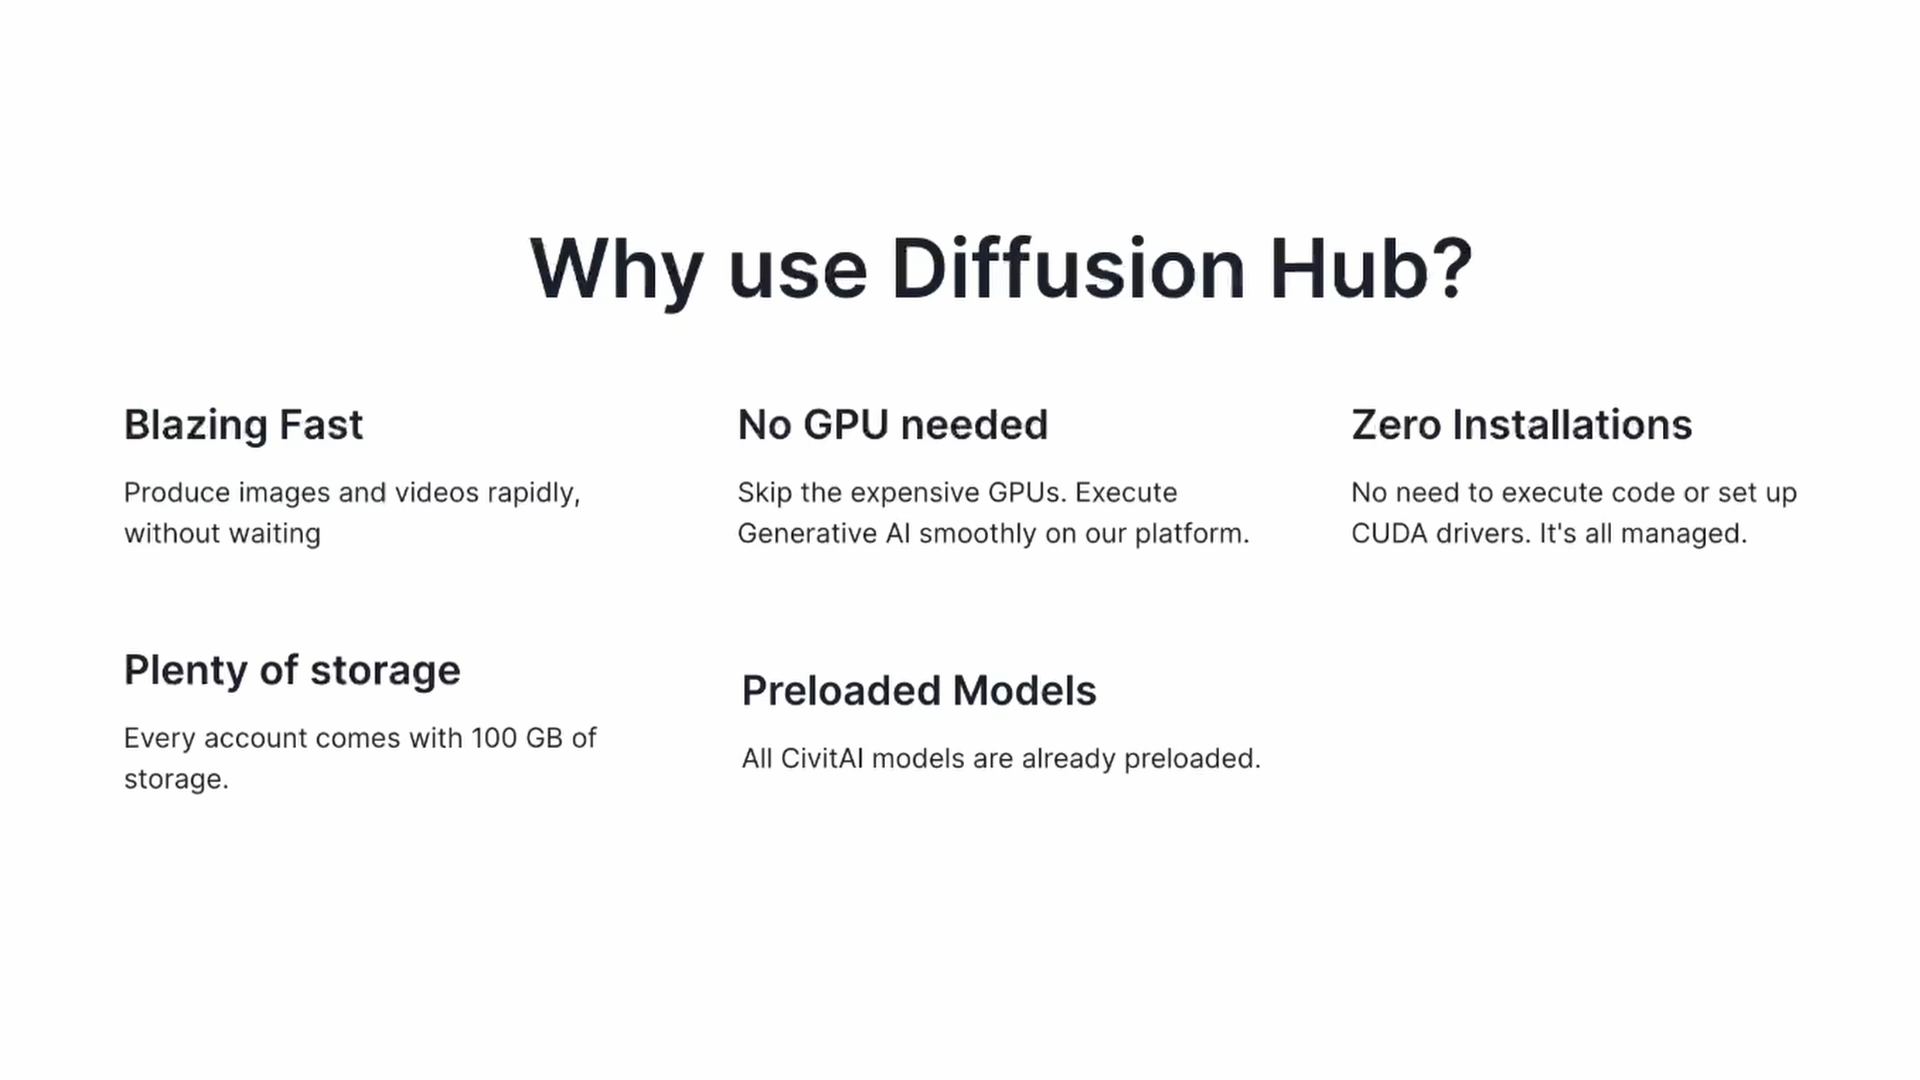 Why use Diffusion Hub?
Blazing Fast
Produce images and videos rapidly,
without waiting
No GPU needed
Skip the expensive GPUs. Execute
Generative AI smoothly on our platform.
Zero Installations
No need to execute code or set up
CUDA drivers. It's all managed.
Plenty of storage
Every account comes with 100 GB of
storage.
Preloaded Models
All CivitAI models are already preloaded.